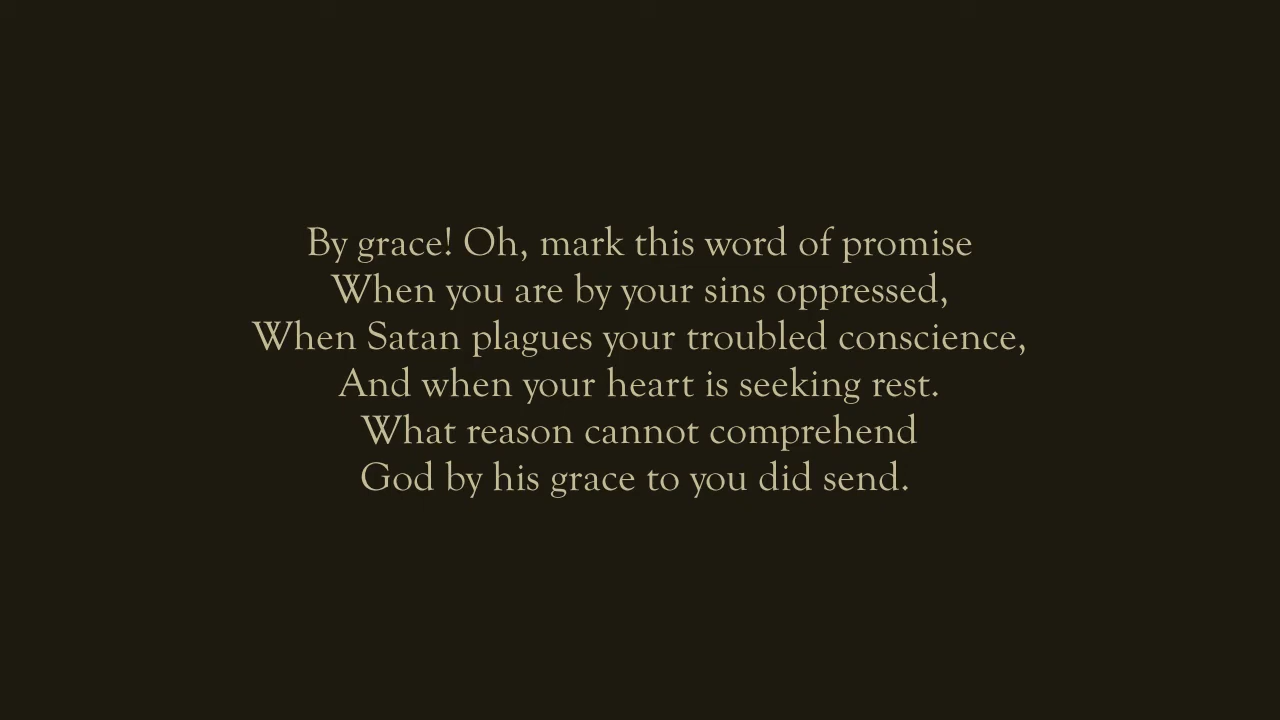 By grace! Oh, mark this word of promise
When you are by your sins oppressed,
When Satan plagues your troubled conscience,
And when your heart is seeking rest.
What reason cannot comprehend
God by his grace to you did send.